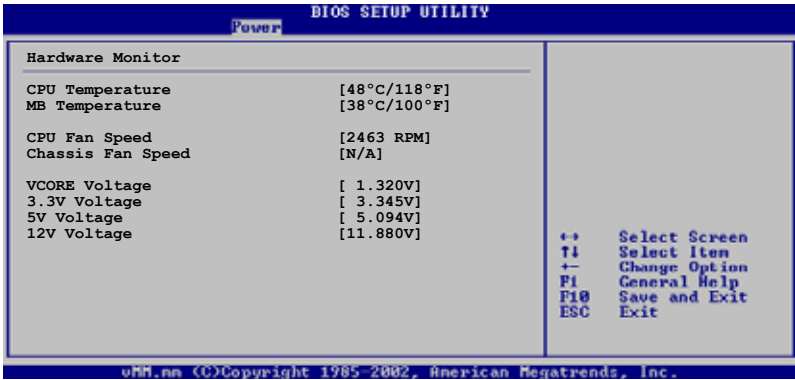 BIOS SETUP UTILITY
Power
Hardware Monitor
CPU Temperature [48°C/118°F]
MB Temperature [38°C/100°F]
CPU Fan Speed [2463 RPM]
Chassis Fan Speed [N/A]
VCORE Voltage [ 1.320V]
3.3V Voltage [ 3.345V]
5V Voltage [ 5.094V]
12V Voltage [11.880V]
↔ Select Screen
↑↓ Select Item
+- Change Option
F1 General Help
F10 Save and Exit
ESC Exit
vMM.mm (C)Copyright 1985-2002, American Megatrends, Inc.